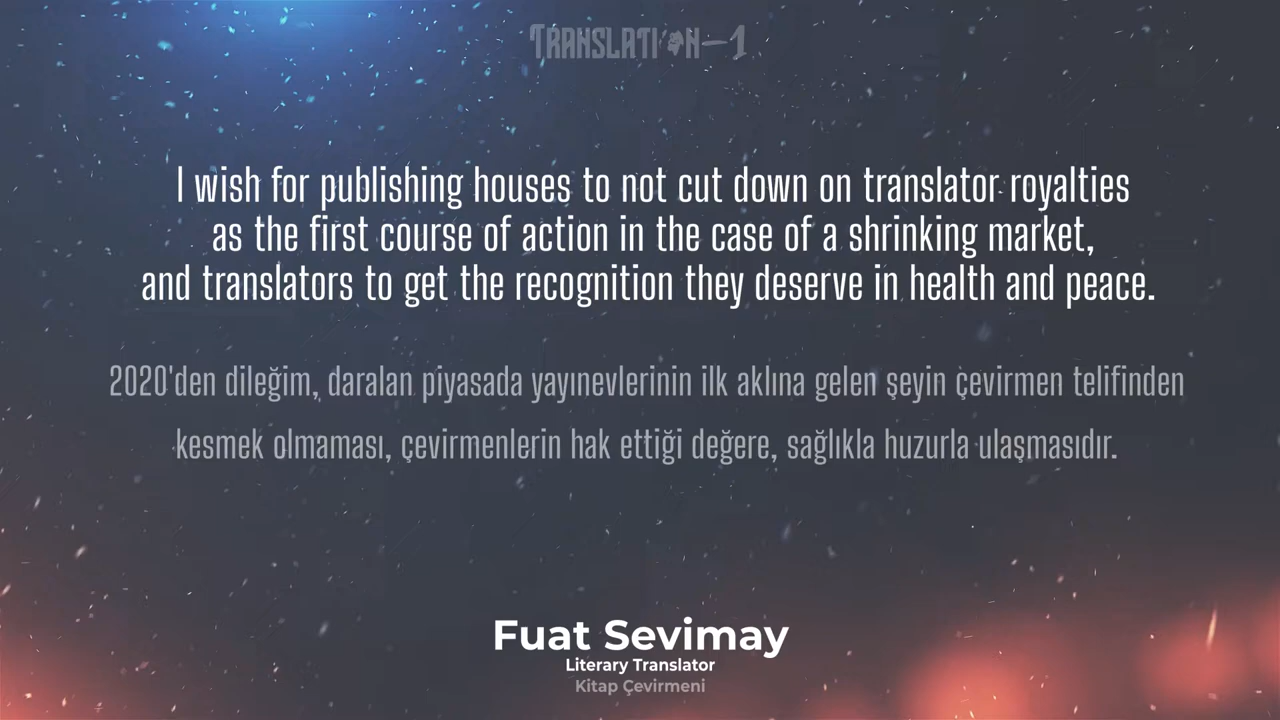 TRANSLATION-1
I wish for publishing houses to not cut down on translator royalties
as the first course of action in the case of a shrinking market,
and translators to get the recognition they deserve in health and peace.
2020'den dileğim, daralan piyasada yayınevlerinin ilk aklına gelen şeyin çevirmen telifinden
kesmek olmaması, çevirmenlerin hak ettiği değere, sağlıkla huzurla ulaşmasıdır.
Fuat Sevimay
Literary Translator
Kitap Çevirmeni